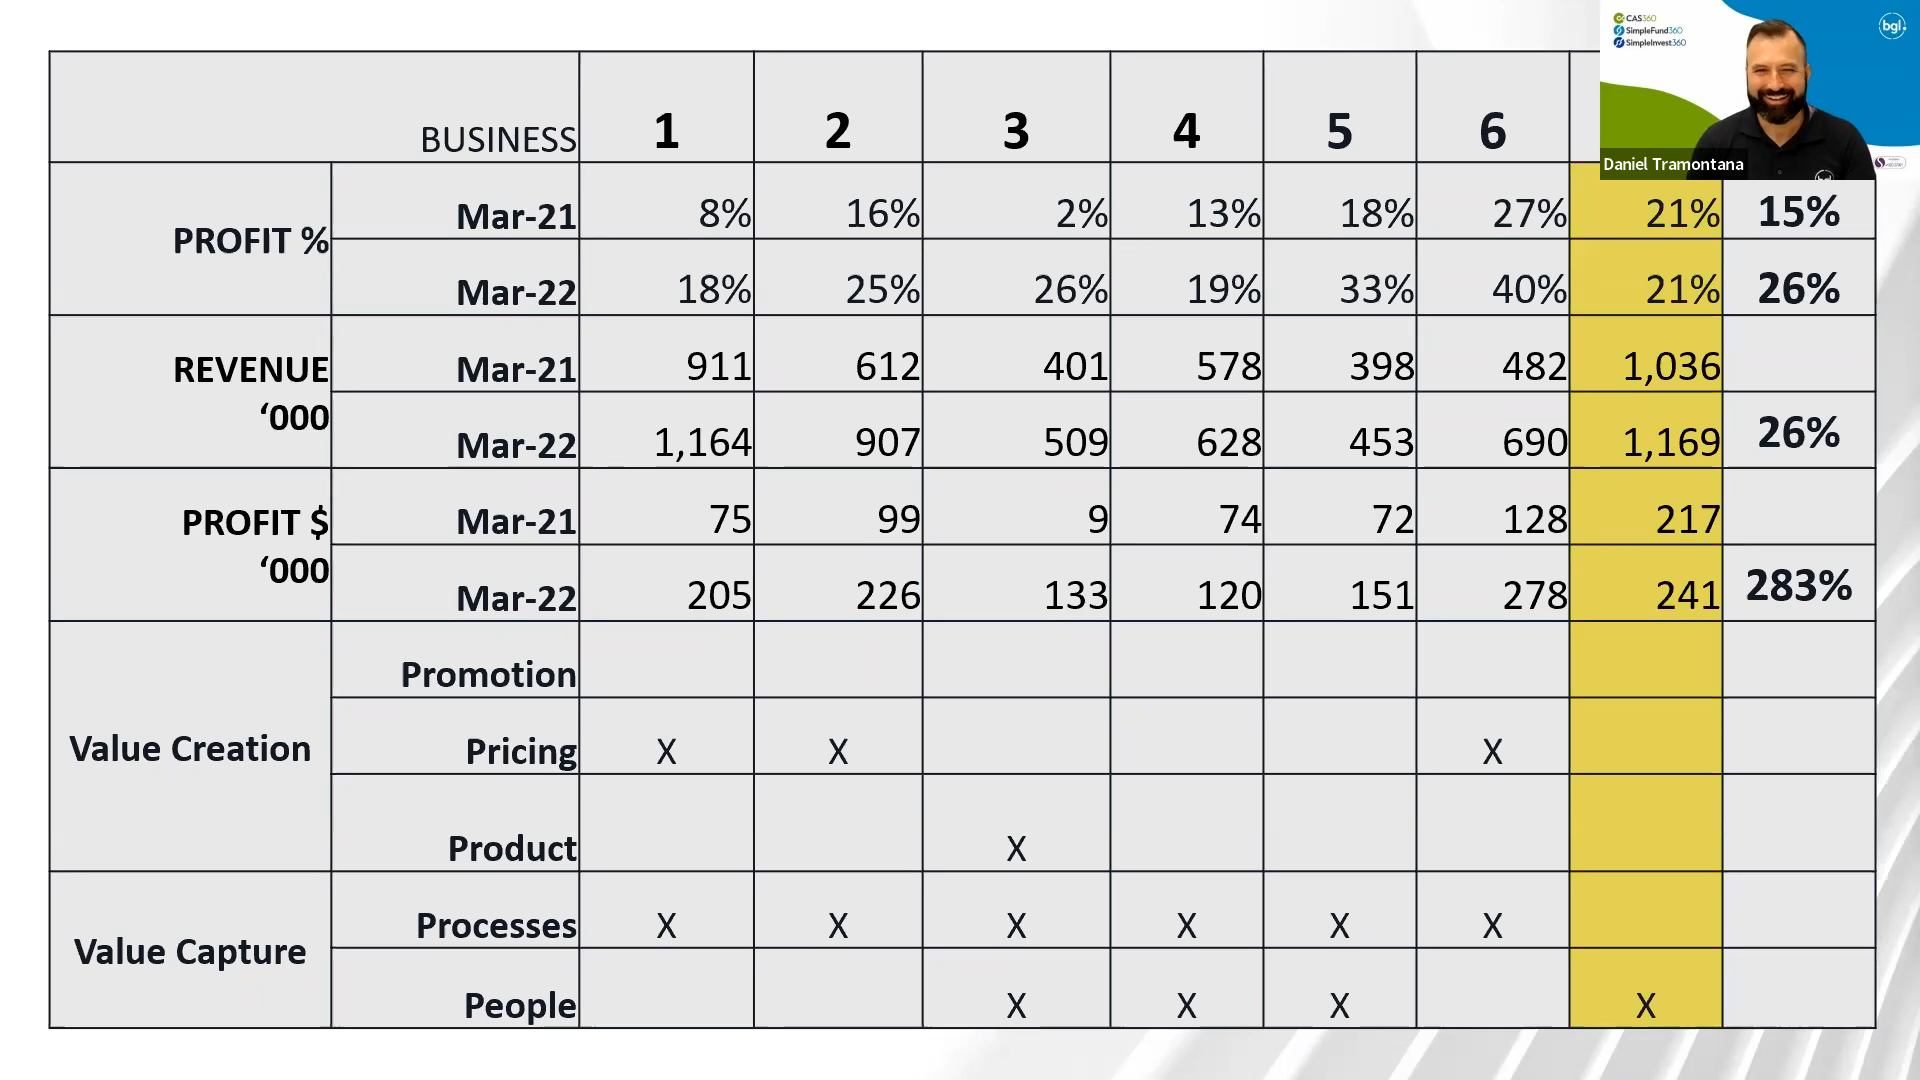 CAS360
SimpleFund360
SimpleInvest360
bgl.
Daniel Tramontana
BUSINESS 1 2 3 4 5 6
PROFIT % Mar-21 8% 16% 2% 13% 18% 27% 21% 15%
Mar-22 18% 25% 26% 19% 33% 40% 21% 26%
REVENUE Mar-21 911 612 401 578 398 482 1,036
‘000 Mar-22 1,164 907 509 628 453 690 1,169 26%
PROFIT $ Mar-21 75 99 9 74 72 128 217
‘000 Mar-22 205 226 133 120 151 278 241 283%
Value Creation Promotion
Pricing X X X
Product X
Value Capture Processes X X X X X X
People X X X X